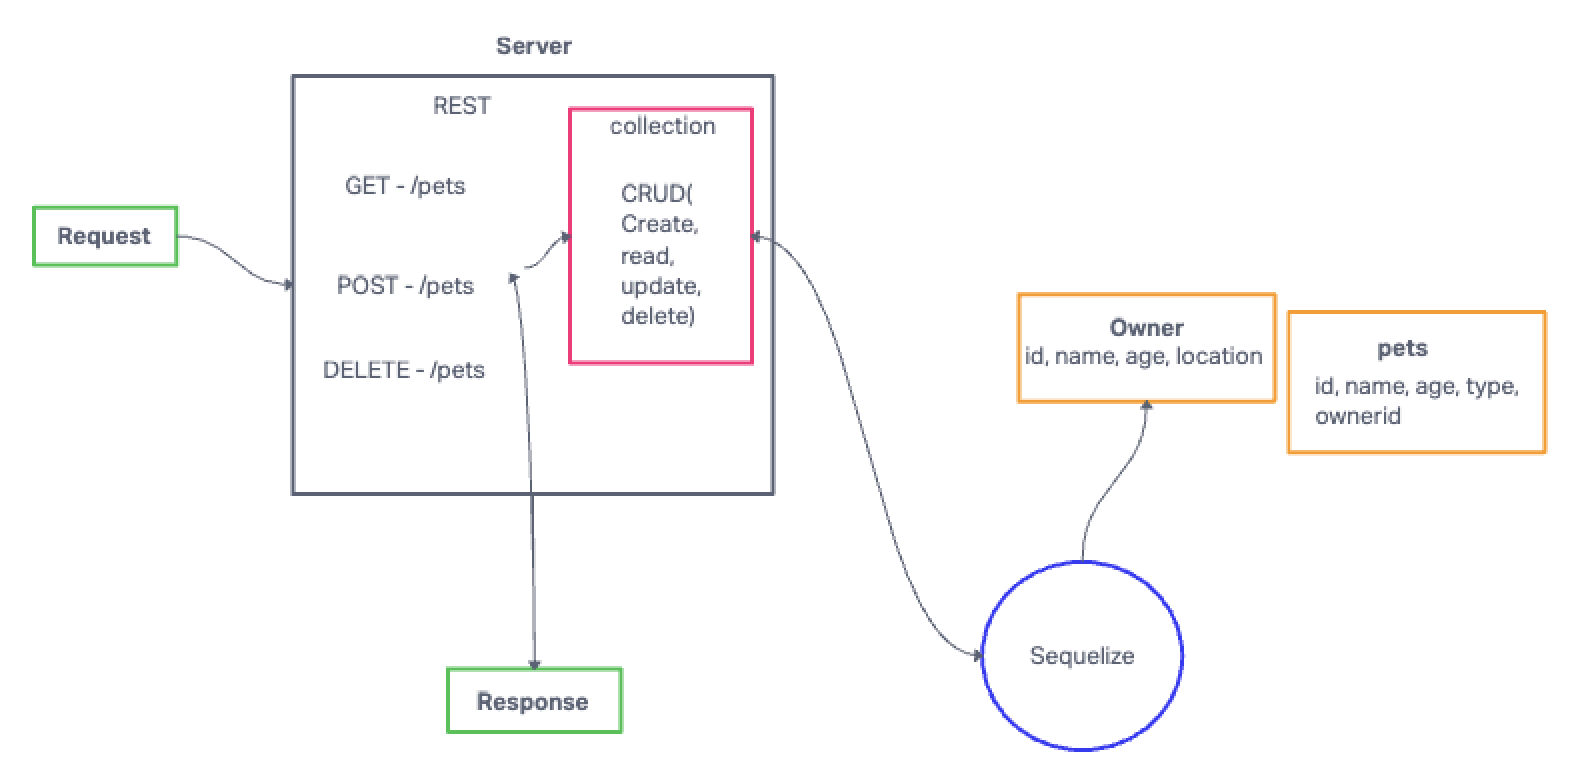 Server
REST
GET - /pets
POST - /pets
DELETE - /pets
collection
CRUD(
Create,
read,
update,
delete)
Request
Response
Owner
id, name, age, location
pets
id, name, age, type,
ownerid
Sequelize